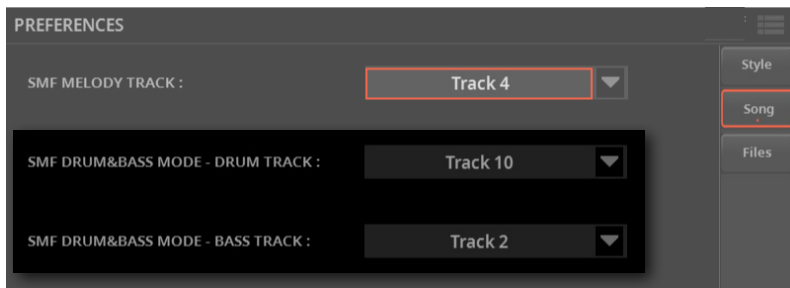 PREFERENCES
SMF MELODY TRACK :
Track 4
Style
Song
SMF DRUM&BASS MODE - DRUM TRACK :
Track 10
Files
SMF DRUM&BASS MODE - BASS TRACK :
Track 2